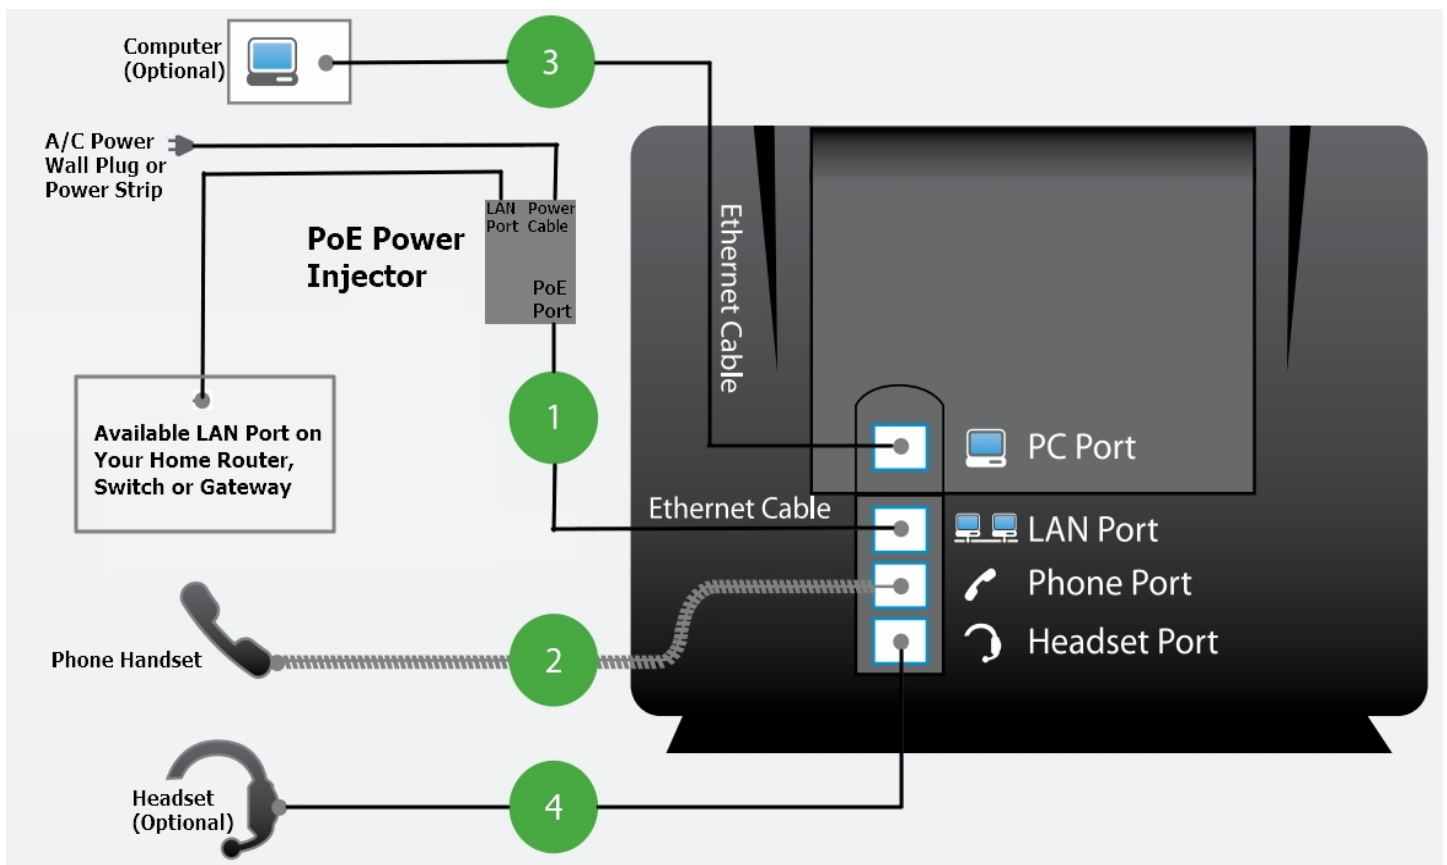 Computer
(Optional)
3
A/C Power
Wall Plug or
Power Strip
LAN Power
Port Cable
PoE Power
Injector
PoE
Port
Ethernet Cable
1
Available LAN Port on
Your Home Router,
Switch or Gateway
PC Port
Ethernet Cable
LAN Port
Phone Port
Headset Port
Phone Handset
2
Headset
(Optional)
4